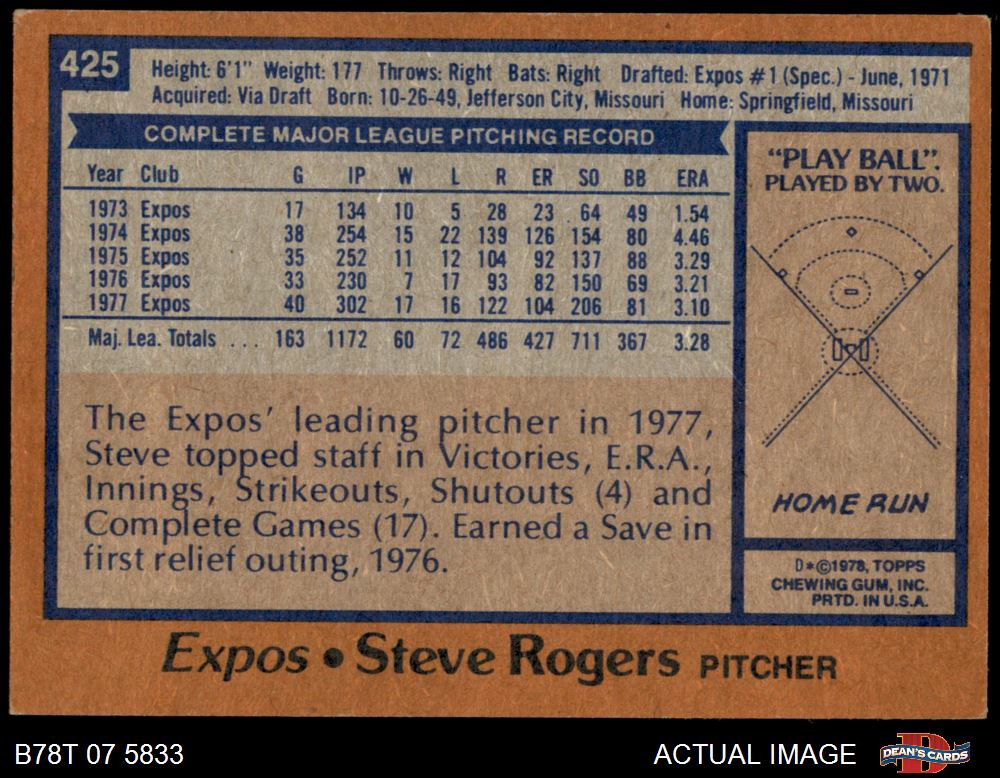 425
Height: 6'1" Weight: 177 Throws: Right Bats: Right Drafted: Expos #1 (Spec.) - June, 1971
Acquired: Via Draft Born: 10-26-49, Jefferson City, Missouri Home: Springfield, Missouri
COMPLETE MAJOR LEAGUE PITCHING RECORD
Year Club G IP W L R ER SO BB ERA
1973 Expos 17 134 10 5 28 23 64 49 1.54
1974 Expos 38 254 15 22 139 126 154 80 4.46
1975 Expos 35 252 11 12 104 92 137 88 3.29
1976 Expos 33 230 7 17 93 82 150 69 3.21
1977 Expos 40 302 17 16 122 104 206 81 3.10
Maj. Lea. Totals . . . 163 1172 60 72 486 427 711 367 3.28
The Expos' leading pitcher in 1977,
Steve topped staff in Victories, E.R.A.,
Innings, Strikeouts, Shutouts (4) and
Complete Games (17). Earned a Save in
first relief outing, 1976.
"PLAY BALL".
PLAYED BY TWO.
HOME RUN
D*©1978, TOPPS
CHEWING GUM, INC.
PRTD. IN U.S.A.
Expos • Steve Rogers PITCHER
B78T 07 5833
ACTUAL IMAGE
D
DEAN'S CARDS